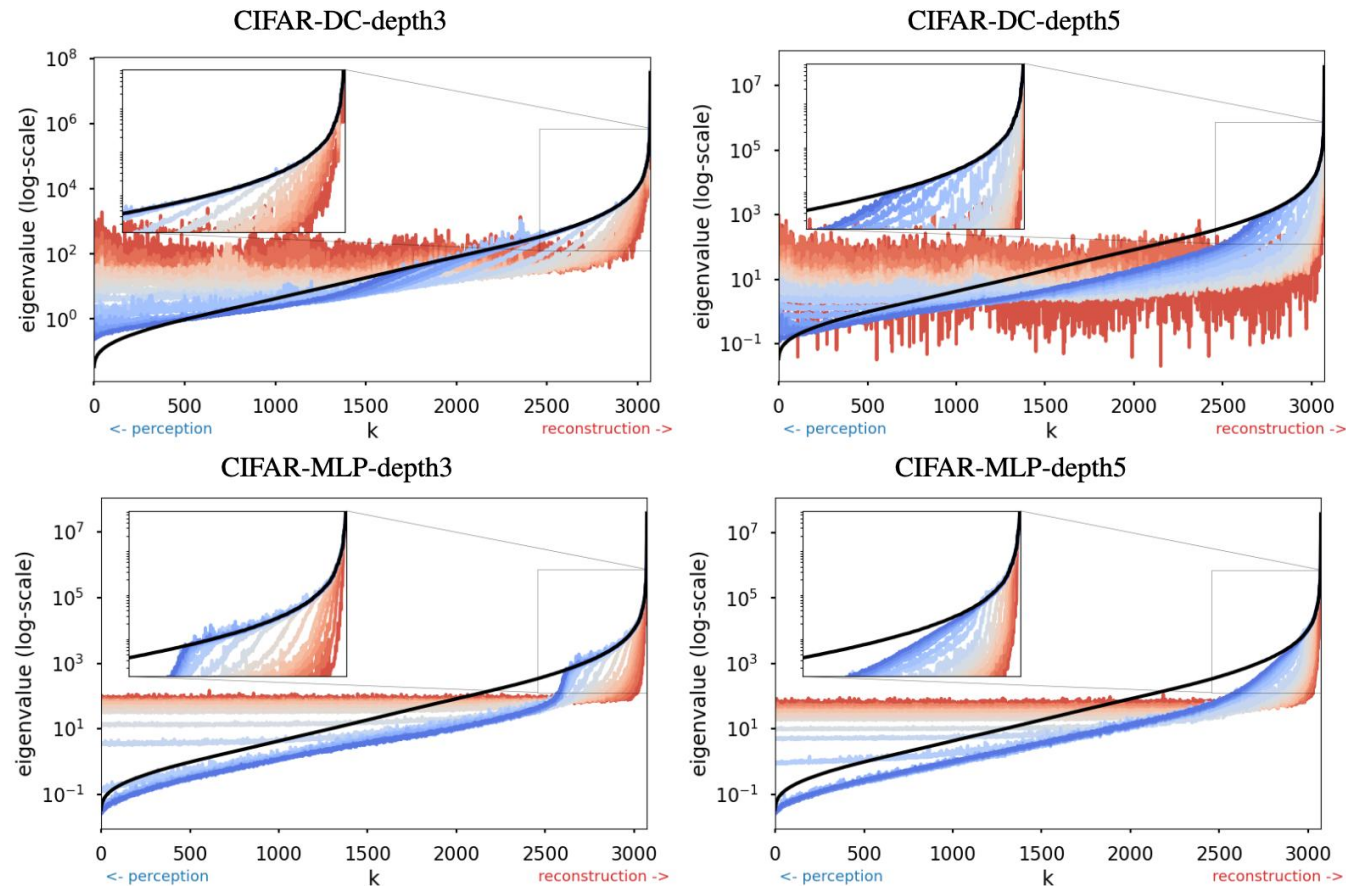 CIFAR-DC-depth3
eigenvalue (log-scale)
10^8
10^6
10^4
10^2
10^0
0 500 1000 1500 2000 2500 3000
<- perception k reconstruction ->
CIFAR-DC-depth5
eigenvalue (log-scale)
10^7
10^5
10^3
10^1
10^-1
0 500 1000 1500 2000 2500 3000
<- perception k reconstruction ->
CIFAR-MLP-depth3
eigenvalue (log-scale)
10^7
10^5
10^3
10^1
10^-1
0 500 1000 1500 2000 2500 3000
<- perception k reconstruction ->
CIFAR-MLP-depth5
eigenvalue (log-scale)
10^7
10^5
10^3
10^1
10^-1
0 500 1000 1500 2000 2500 3000
<- perception k reconstruction ->